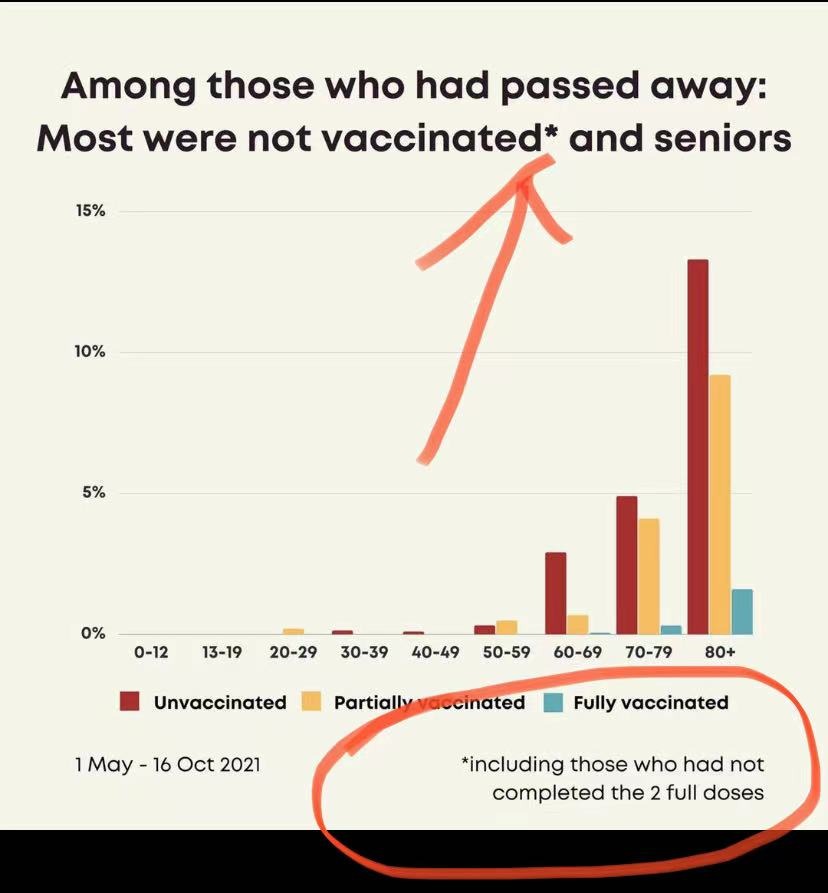 Among those who had passed away:
Most were not vaccinated* and seniors
15%
10%
5%
0%
0-12 13-19 20-29 30-39 40-49 50-59 60-69 70-79 80+
Unvaccinated Partially vaccinated Fully vaccinated
1 May - 16 Oct 2021
*including those who had not
completed the 2 full doses